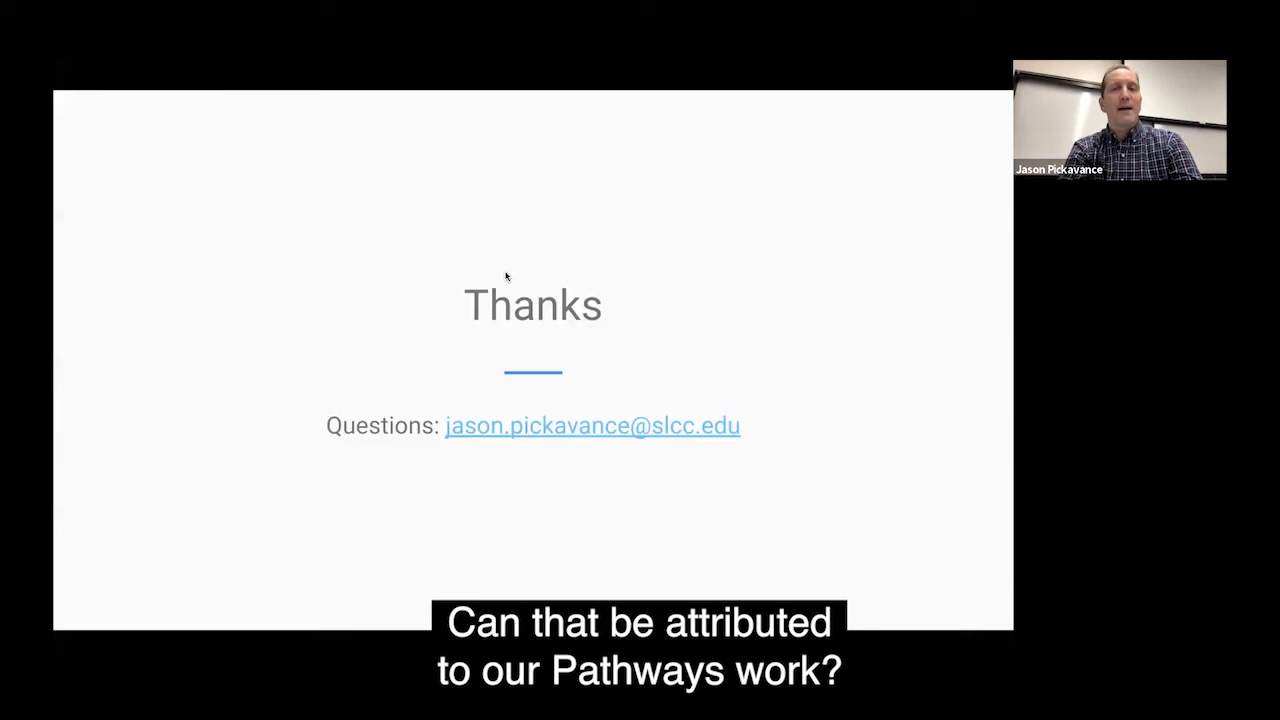 Jason Pickavance
Thanks
Questions: jason.pickavance@slcc.edu
Can that be attributed
to our Pathways work?